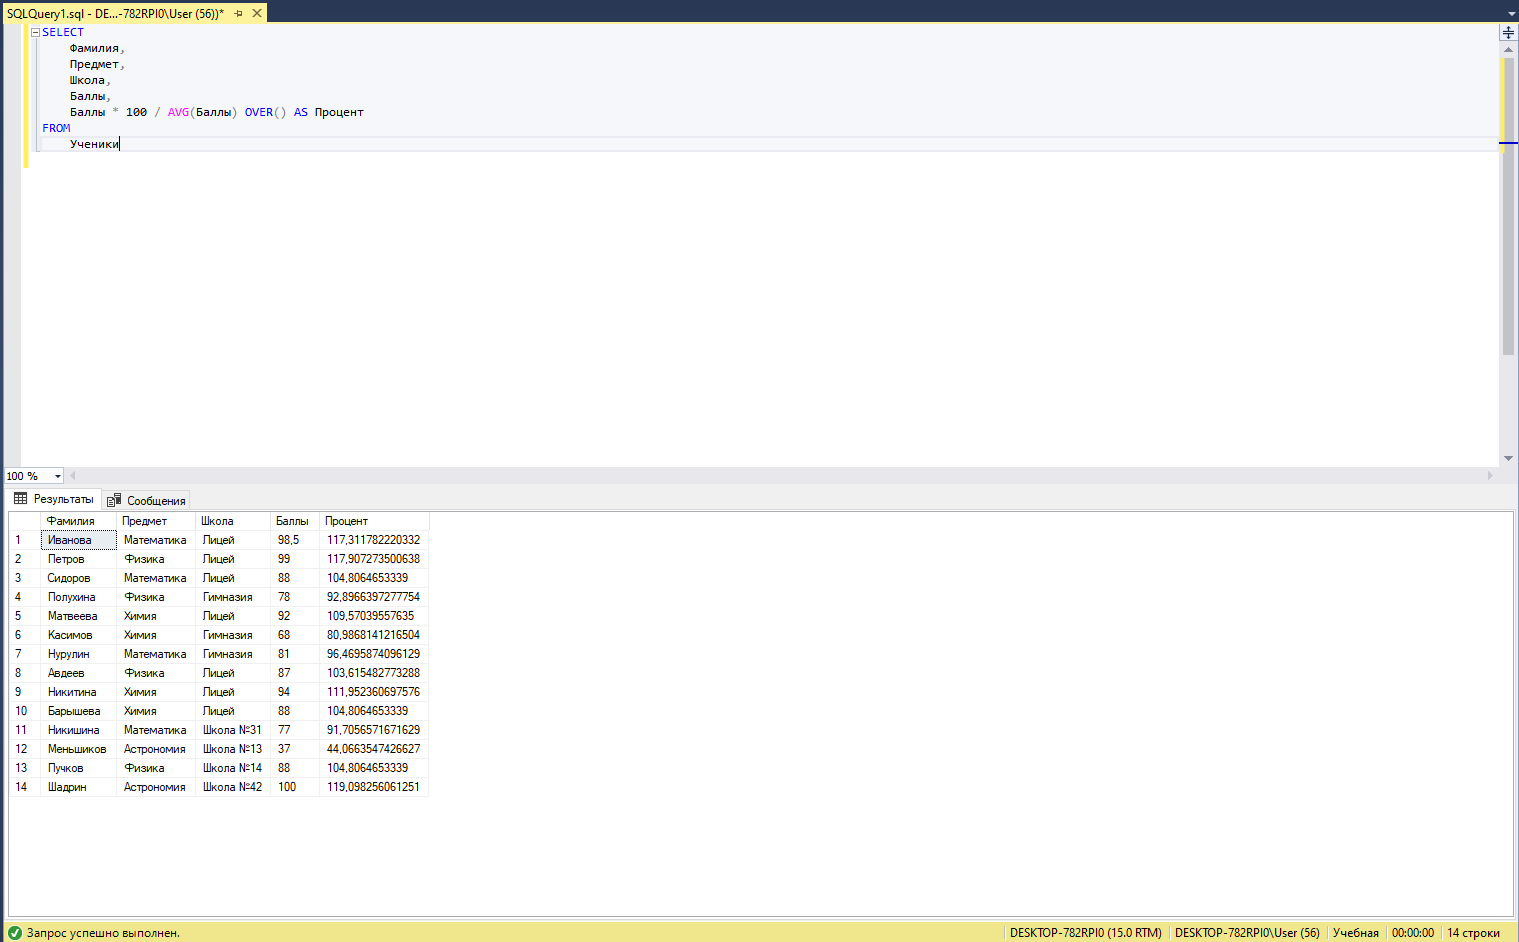 SQLQuery1.sql - DE...-782RPI0\User (56))*
SELECT
Фамилия,
Предмет,
Школа,
Баллы,
Баллы * 100 / AVG(Баллы) OVER() AS Процент
FROM
Ученики
100 %
Результаты Сообщения
Фамилия Предмет Школа Баллы Процент
1 Иванова Математика Лицей 98,5 117,311782220332
2 Петров Физика Лицей 99 117,907273500638
3 Сидоров Математика Лицей 88 104,8064653339
4 Полухина Физика Гимназия 78 92,8966397277754
5 Матвеева Химия Лицей 92 109,57039557635
6 Касимов Химия Гимназия 68 80,9868141216504
7 Нурулин Математика Гимназия 81 96,4695874096129
8 Авдеев Физика Лицей 87 103,615482773288
9 Никитина Химия Лицей 94 111,952360697576
10 Барышева Химия Лицей 88 104,8064653339
11 Никишина Математика Школа №31 77 91,7056571671629
12 Меньшиков Астрономия Школа №13 37 44,0663547426627
13 Пучков Физика Школа №14 88 104,8064653339
14 Шадрин Астрономия Школа №42 100 119,098256061251
Запрос успешно выполнен. DESKTOP-782RPI0 (15.0 RTM) DESKTOP-782RPI0\User (56) Учебная 00:00:00 14 строки